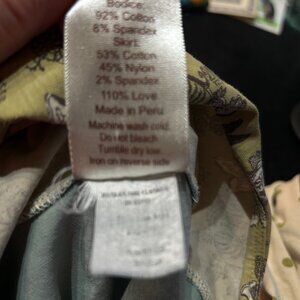 Bodice:
92% Cotton
8% Spandex
Skirt:
53% Cotton
45% Nylon
2% Spandex
110% Love
Made in Peru
Machine wash cold
Do not bleach
Tumble dry low
Iron on reverse side